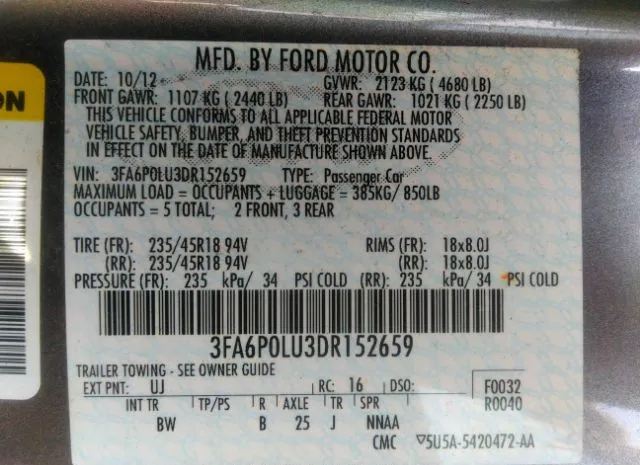 MFD. BY FORD MOTOR CO.
DATE: 10/12 GVWR: 2123 KG ( 4680 LB)
FRONT GAWR: 1107 KG ( 2440 LB) REAR GAWR: 1021 KG ( 2250 LB)
THIS VEHICLE CONFORMS TO ALL APPLICABLE FEDERAL MOTOR
VEHICLE SAFETY, BUMPER, AND THEFT PREVENTION STANDARDS
IN EFFECT ON THE DATE OF MANUFACTURE SHOWN ABOVE.
VIN: 3FA6P0LU3DR152659 TYPE: Passenger Car
MAXIMUM LOAD = OCCUPANTS + LUGGAGE = 385KG/ 850LB
OCCUPANTS = 5 TOTAL; 2 FRONT, 3 REAR
TIRE (FR): 235/45R18 94V RIMS (FR): 18x8.0J
(RR): 235/45R18 94V (RR): 18x8.0J
PRESSURE (FR): 235 kPa/ 34 PSI COLD (RR): 235 kPa/ 34 PSI COLD
3FA6P0LU3DR152659
TRAILER TOWING - SEE OWNER GUIDE
EXT PNT: UJ RC: 16 DSO: F0032
INT TR TP/PS R AXLE TR SPR R0040
BW B 25 J NNAA
CMC ▽5U5A-5420472-AA
ON